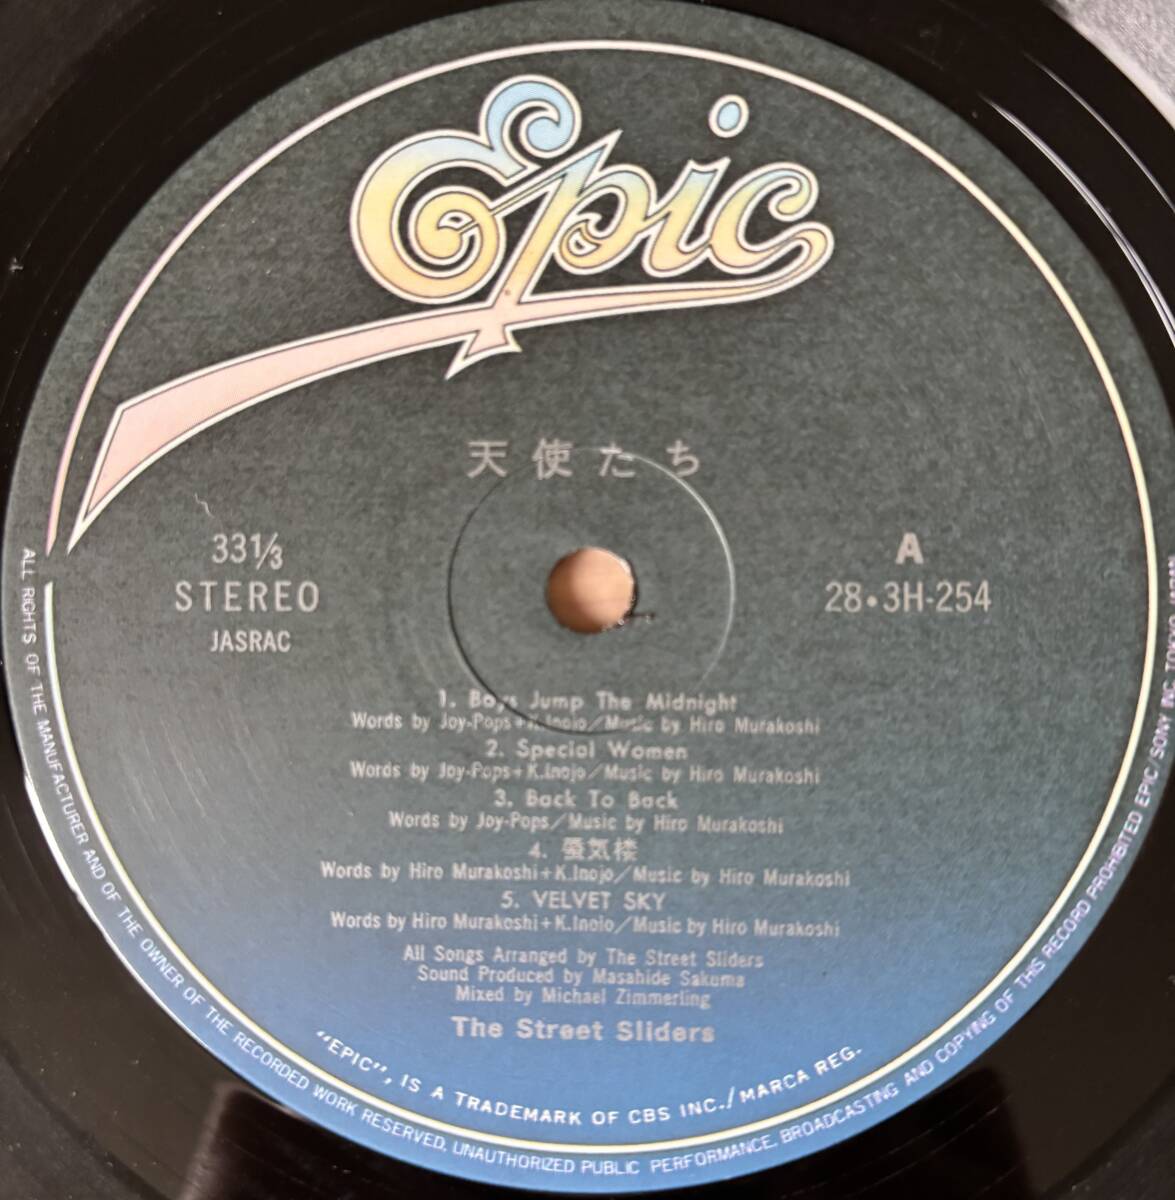 Epic
天使たち
33⅓
STEREO
JASRAC
A
28•3H-254
1. Boys Jump The Midnight
Words by Joy-Pops+K.Inojo/Music by Hiro Murakoshi
2. Special Women
Words by Joy-Pops+K.Inojo/Music by Hiro Murakoshi
3. Back To Back
Words by Joy-Pops/Music by Hiro Murakoshi
4. 蜃気楼
Words by Hiro Murakoshi+K.Inojo/Music by Hiro Murakoshi
5. VELVET SKY
Words by Hiro Murakoshi+K.Inojo/Music by Hiro Murakoshi
All Songs Arranged by The Street Sliders
Sound Produced by Masahide Sakuma
Mixed by Michael Zimmerling
The Street Sliders
"EPIC", IS A TRADEMARK OF CBS INC./MARCA REG.
ALL RIGHTS OF THE MANUFACTURER AND OF THE OWNER OF THE RECORDED WORK RESERVED, UNAUTHORIZED PUBLIC PERFORMANCE, BROADCASTING AND COPYING OF THIS RECORD PROHIBITED EPIC/SONY INC. TOKYO